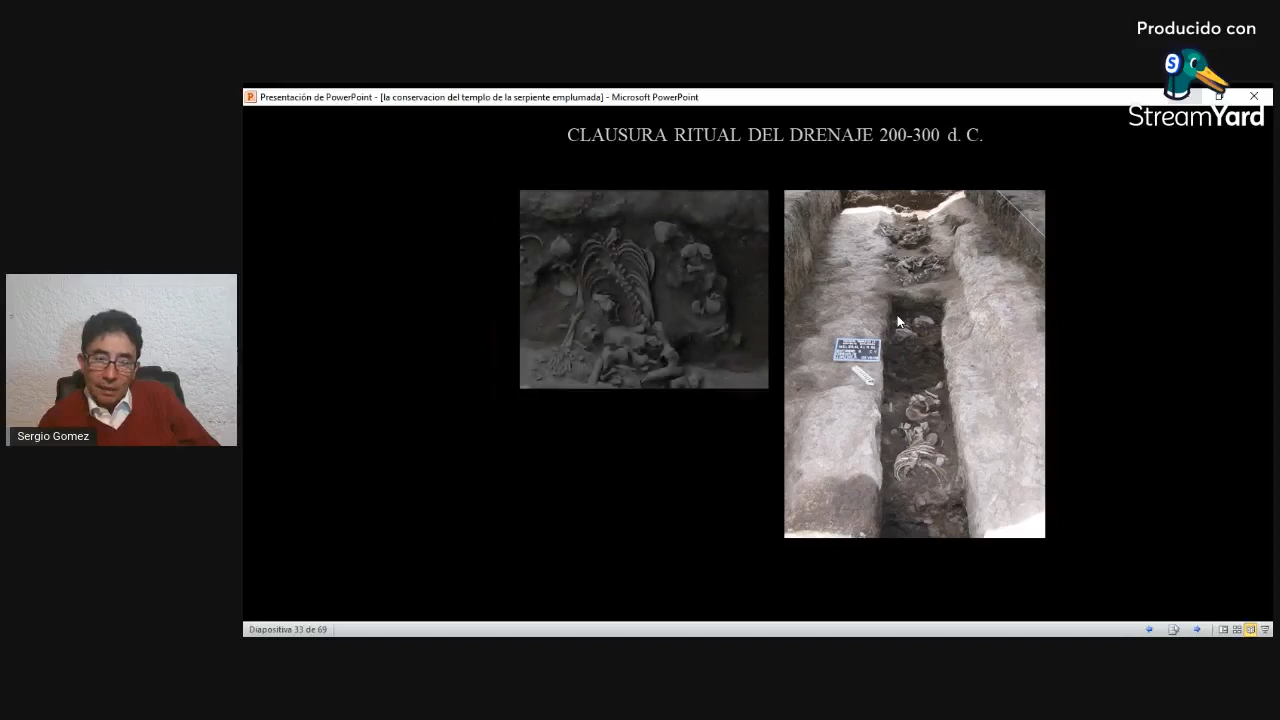 Producido con
StreamYard
Presentación de PowerPoint - [la conservacion del templo de la serpiente emplumada] - Microsoft PowerPoint
CLAUSURA RITUAL DEL DRENAJE 200-300 d. C.
Sergio Gomez
Diapositiva 33 de 69